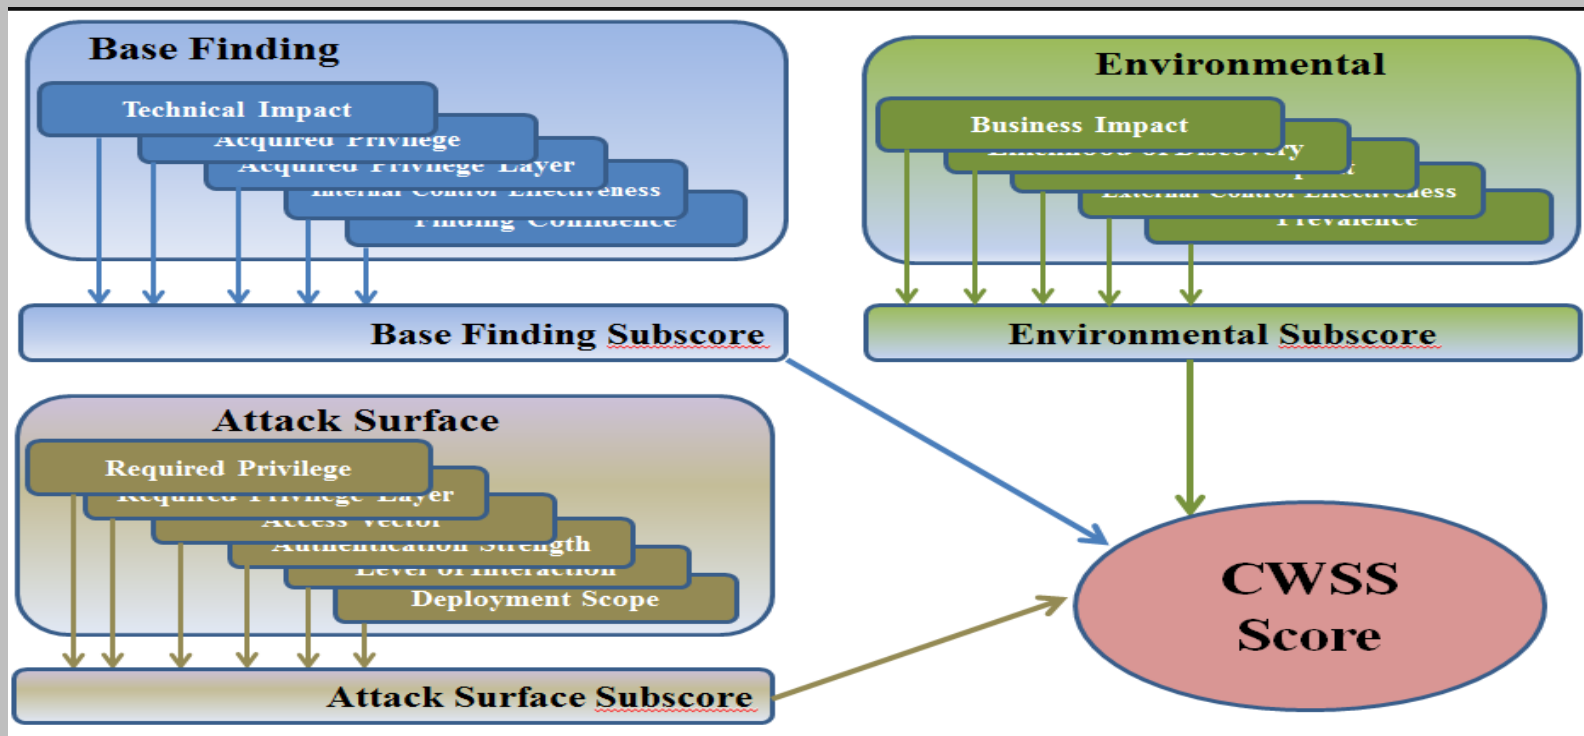 Base Finding
Technical Impact
Acquired Privilege
Acquired Privilege Layer
Internal Control Effectiveness
Finding Confidence
Base Finding Subscore
Environmental
Business Impact
Likelihood of Discovery
External Control Effectiveness
Prevalence
Environmental Subscore
Attack Surface
Required Privilege
Required Privilege Layer
Access Vector
Authentication Strength
Level of Interaction
Deployment Scope
Attack Surface Subscore
CWSS
Score